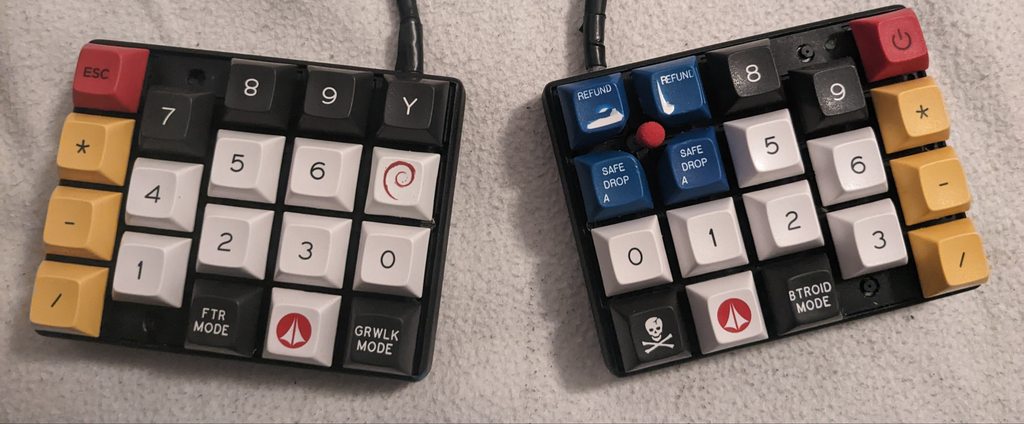 ESC
8
9
Y
7
*
5
6
4
-
2
3
0
1
/
FTR
MODE
GRWLK
MODE
REFUND
REFUND
8
9
*
SAFE
DROP
A
SAFE
DROP
A
5
6
-
0
1
2
3
/
BTROID
MODE